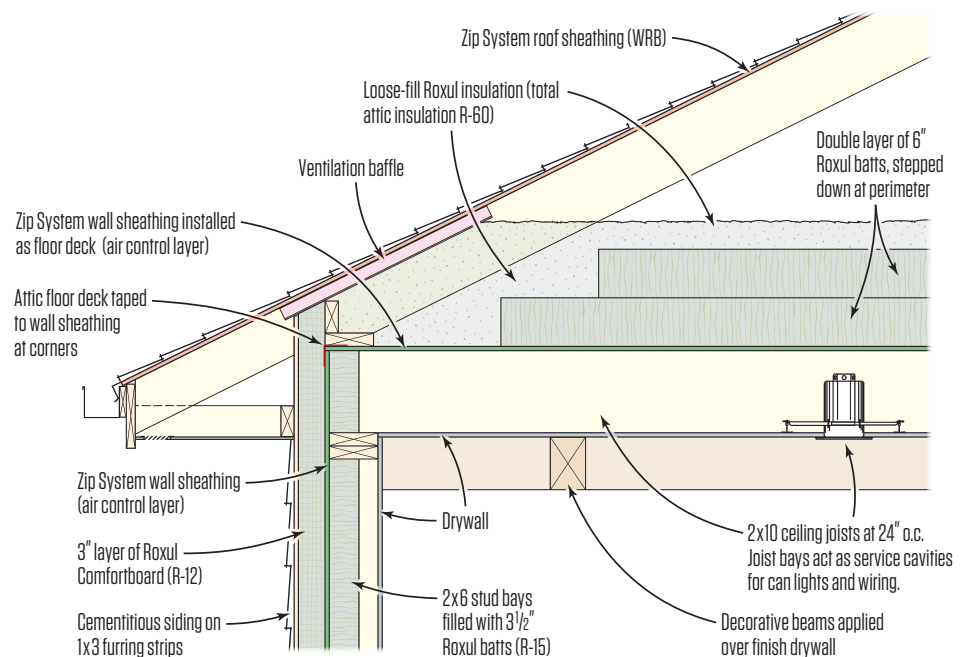 Zip System roof sheathing (WRB)
Loose-fill Roxul insulation (total
attic insulation R-60)
Double layer of 6"
Roxul batts, stepped
down at perimeter
Ventilation baffle
Zip System wall sheathing installed
as floor deck (air control layer)
Attic floor deck taped
to wall sheathing
at corners
Zip System wall sheathing
(air control layer)
Drywall
3" layer of Roxul
Comfortboard (R-12)
2x10 ceiling joists at 24" o.c.
Joist bays act as service cavities
for can lights and wiring.
Cementitious siding on
1x3 furring strips
2x6 stud bays
filled with 3 1/2"
Roxul batts (R-15)
Decorative beams applied
over finish drywall